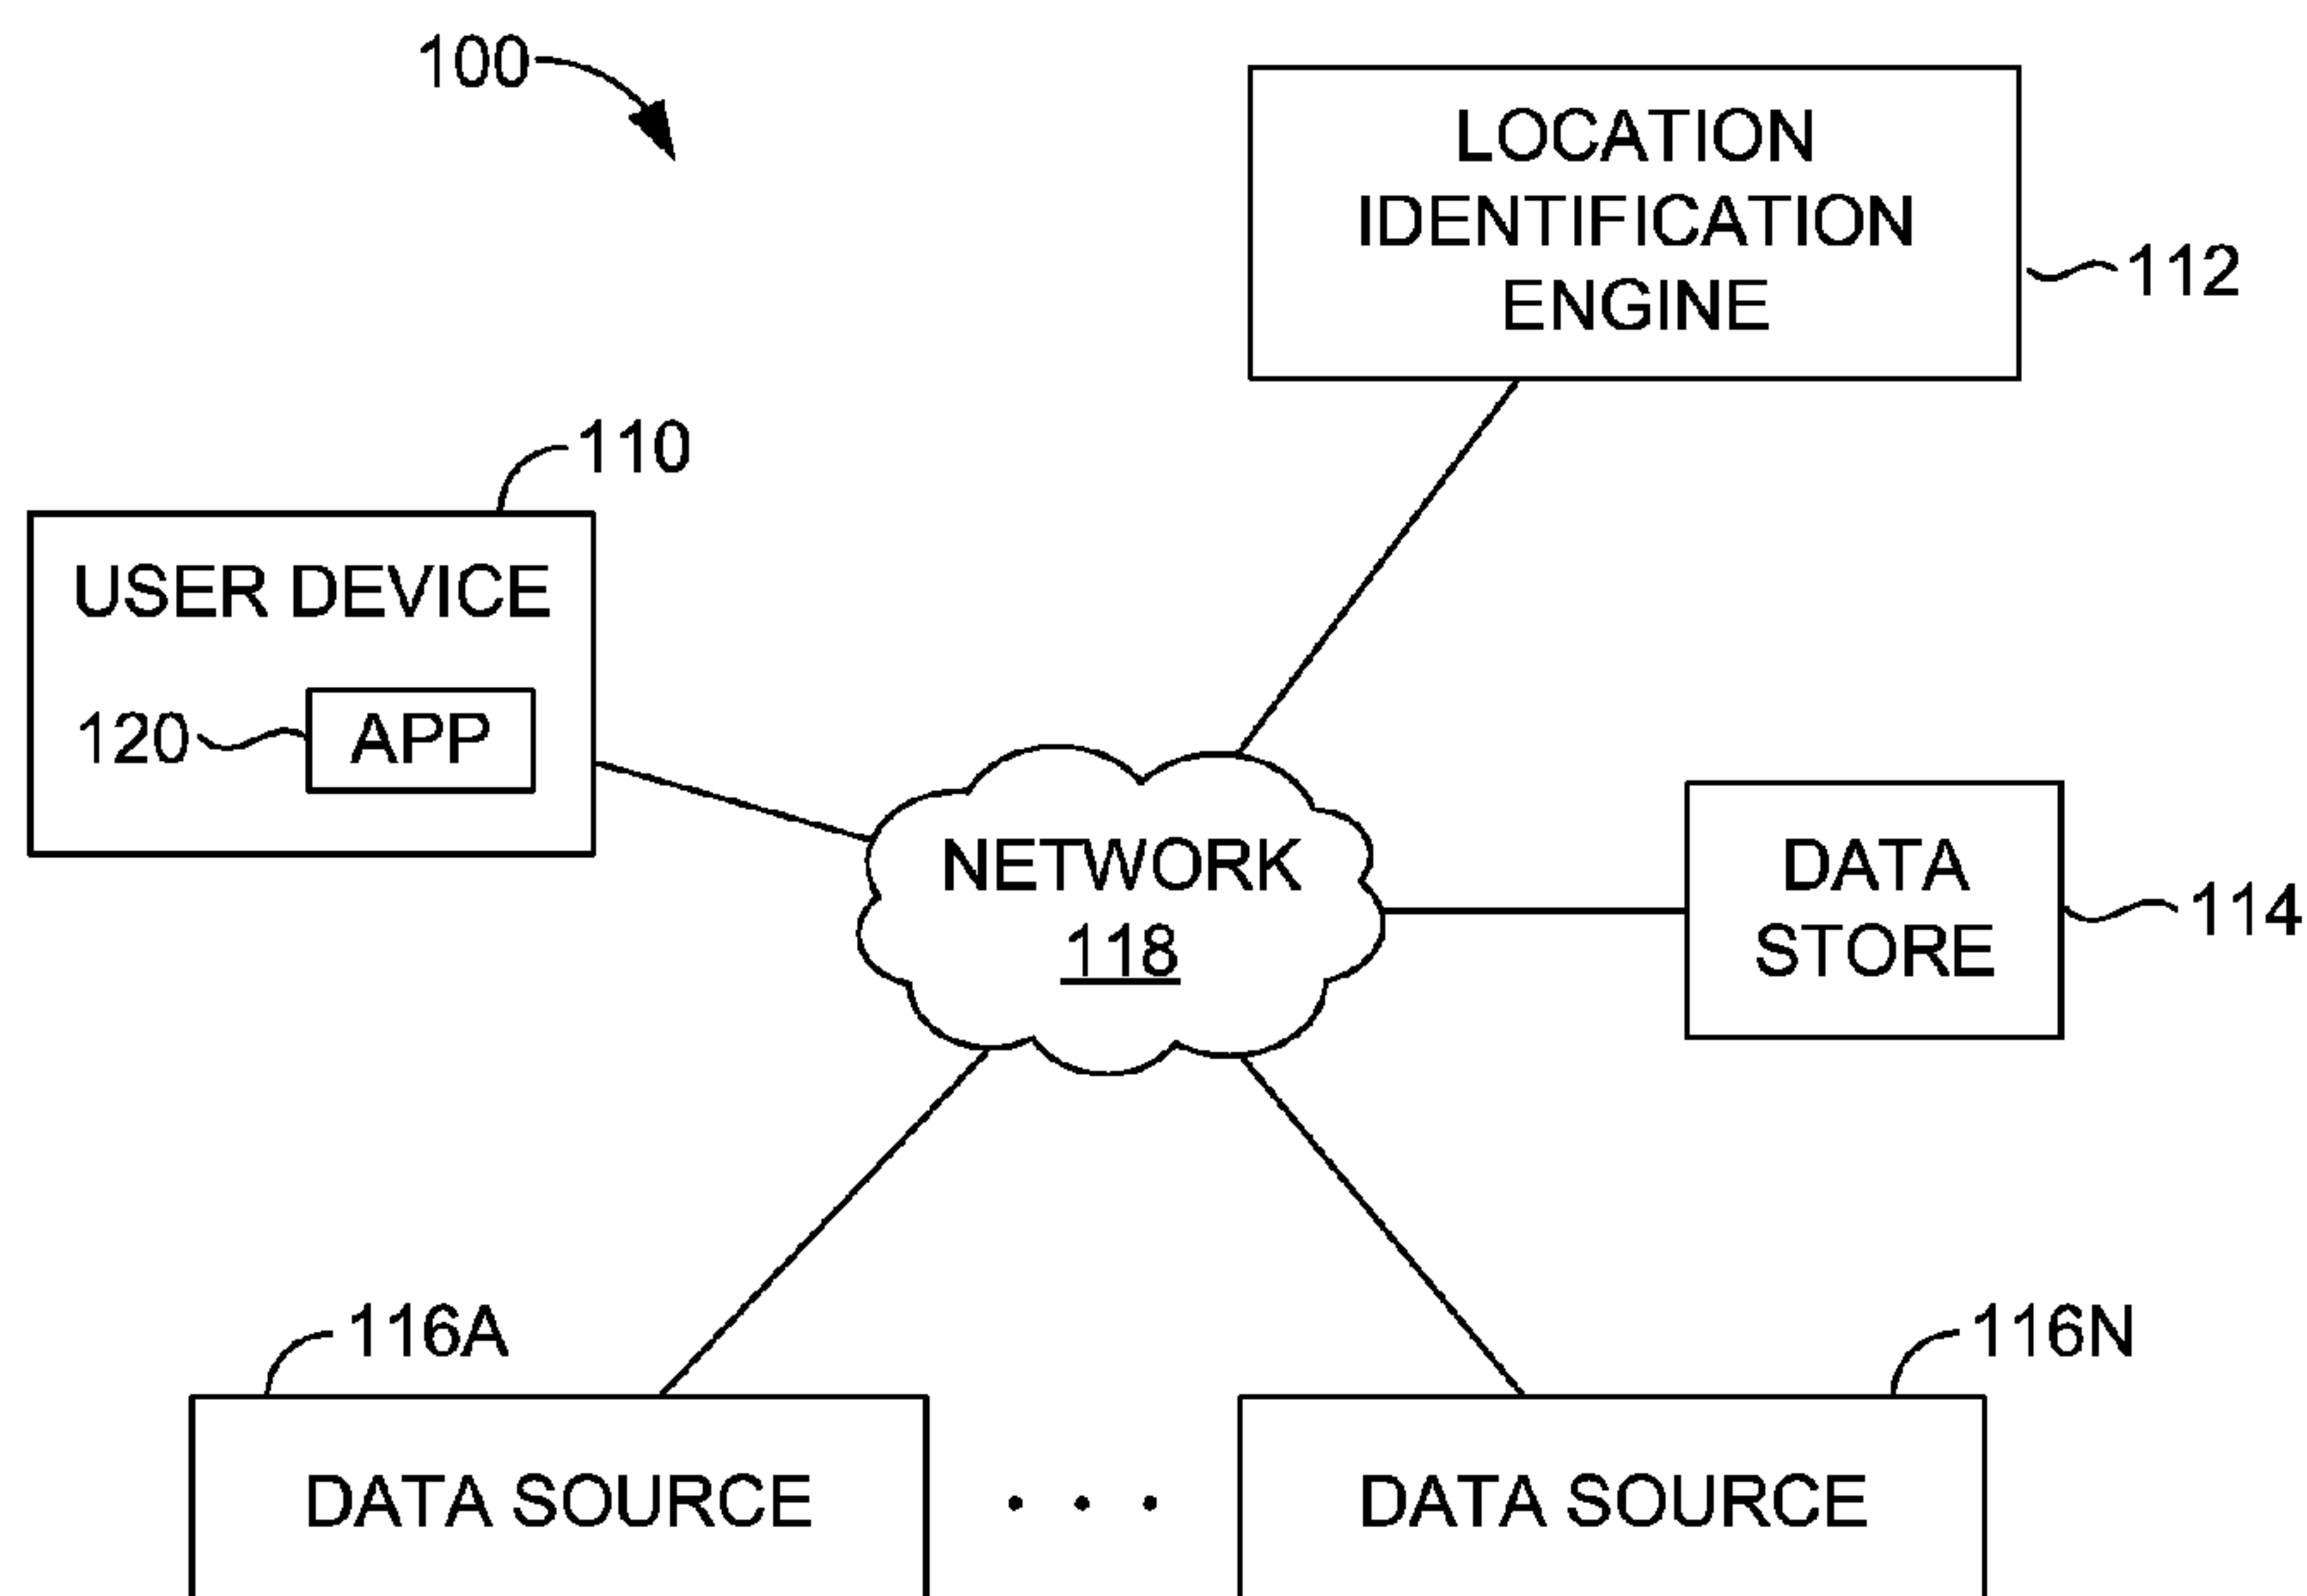 100
LOCATION
IDENTIFICATION
ENGINE
112
110
USER DEVICE
120
APP
NETWORK
118
DATA
STORE
114
116A
116N
DATA SOURCE
. . .
DATA SOURCE